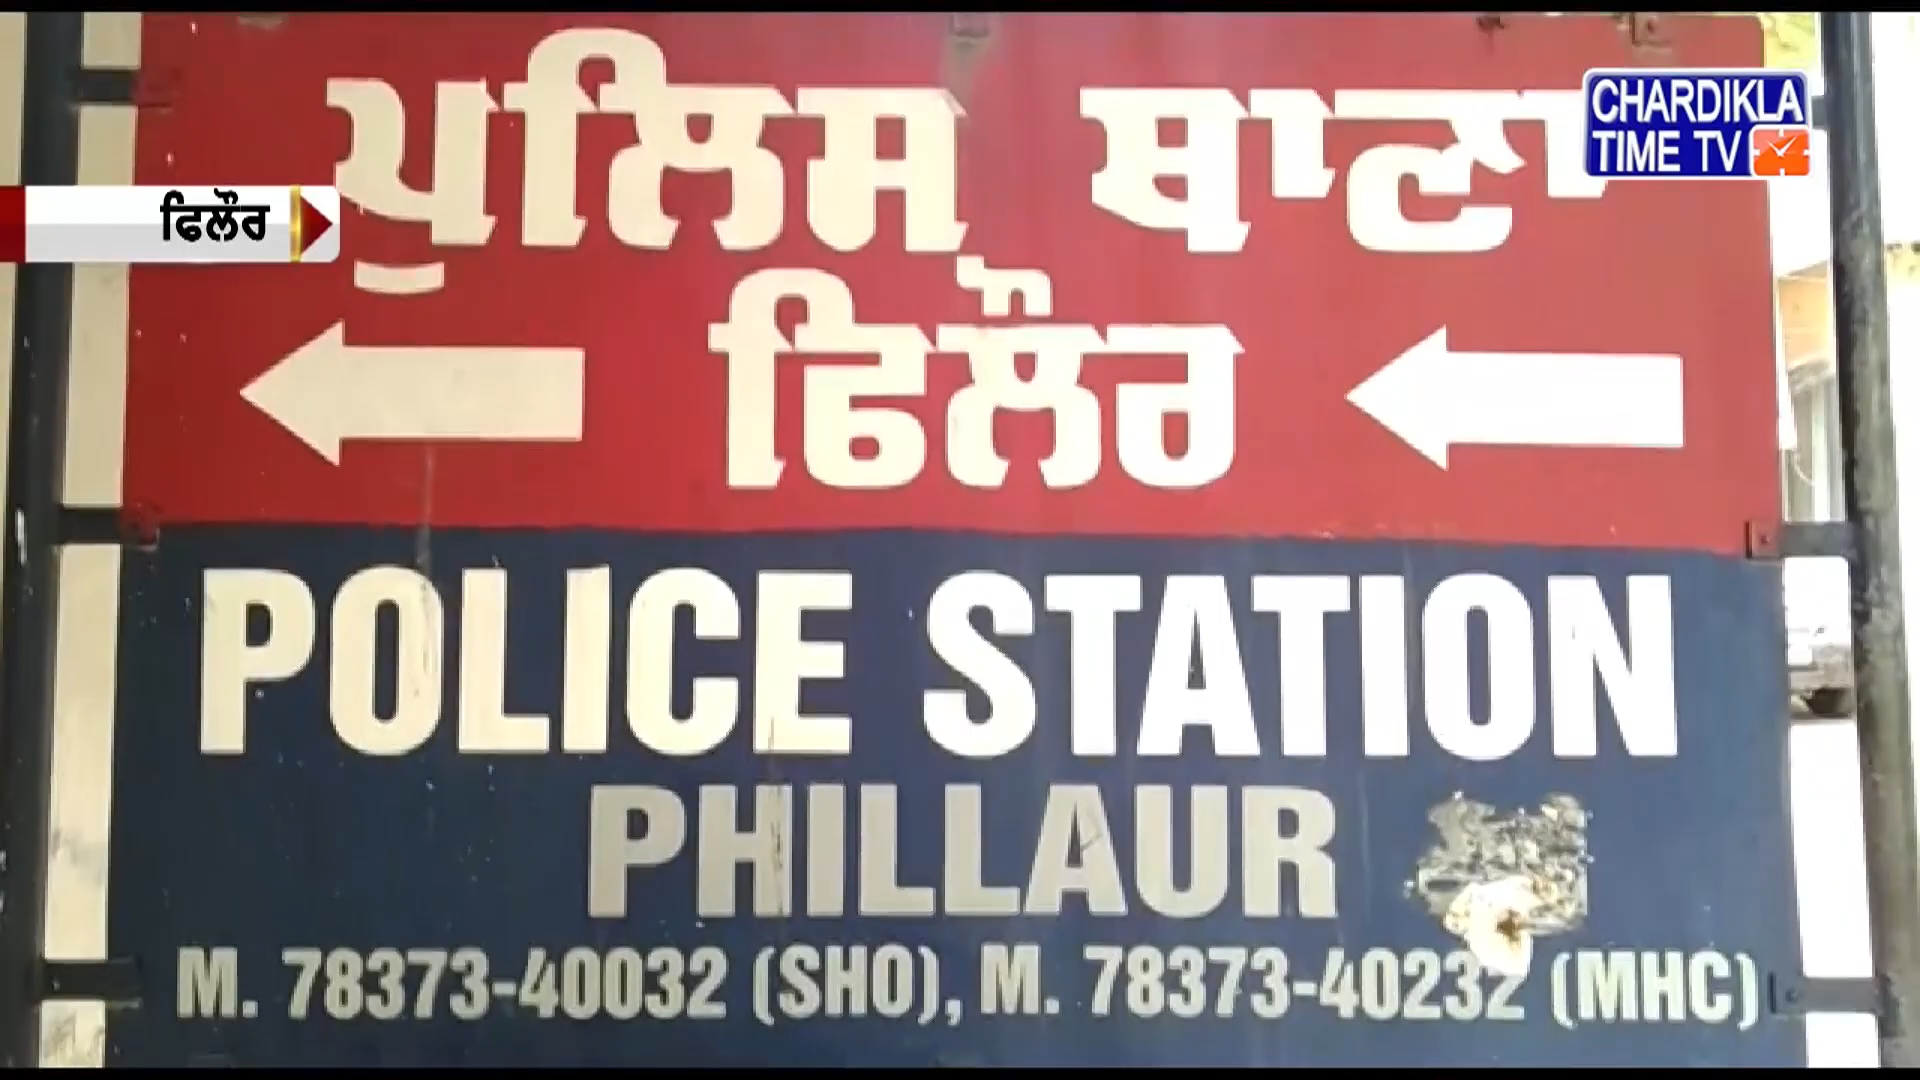 ਪੁਲਿਸ ਥਾਣਾ
CHARDIKLA
TIME TV
ਫਿਲੌਰ
ਫਿਲੌਰ
POLICE STATION
PHILLAUR
M. 78373-40032 (SHO), M. 78373-40232 (MHC)